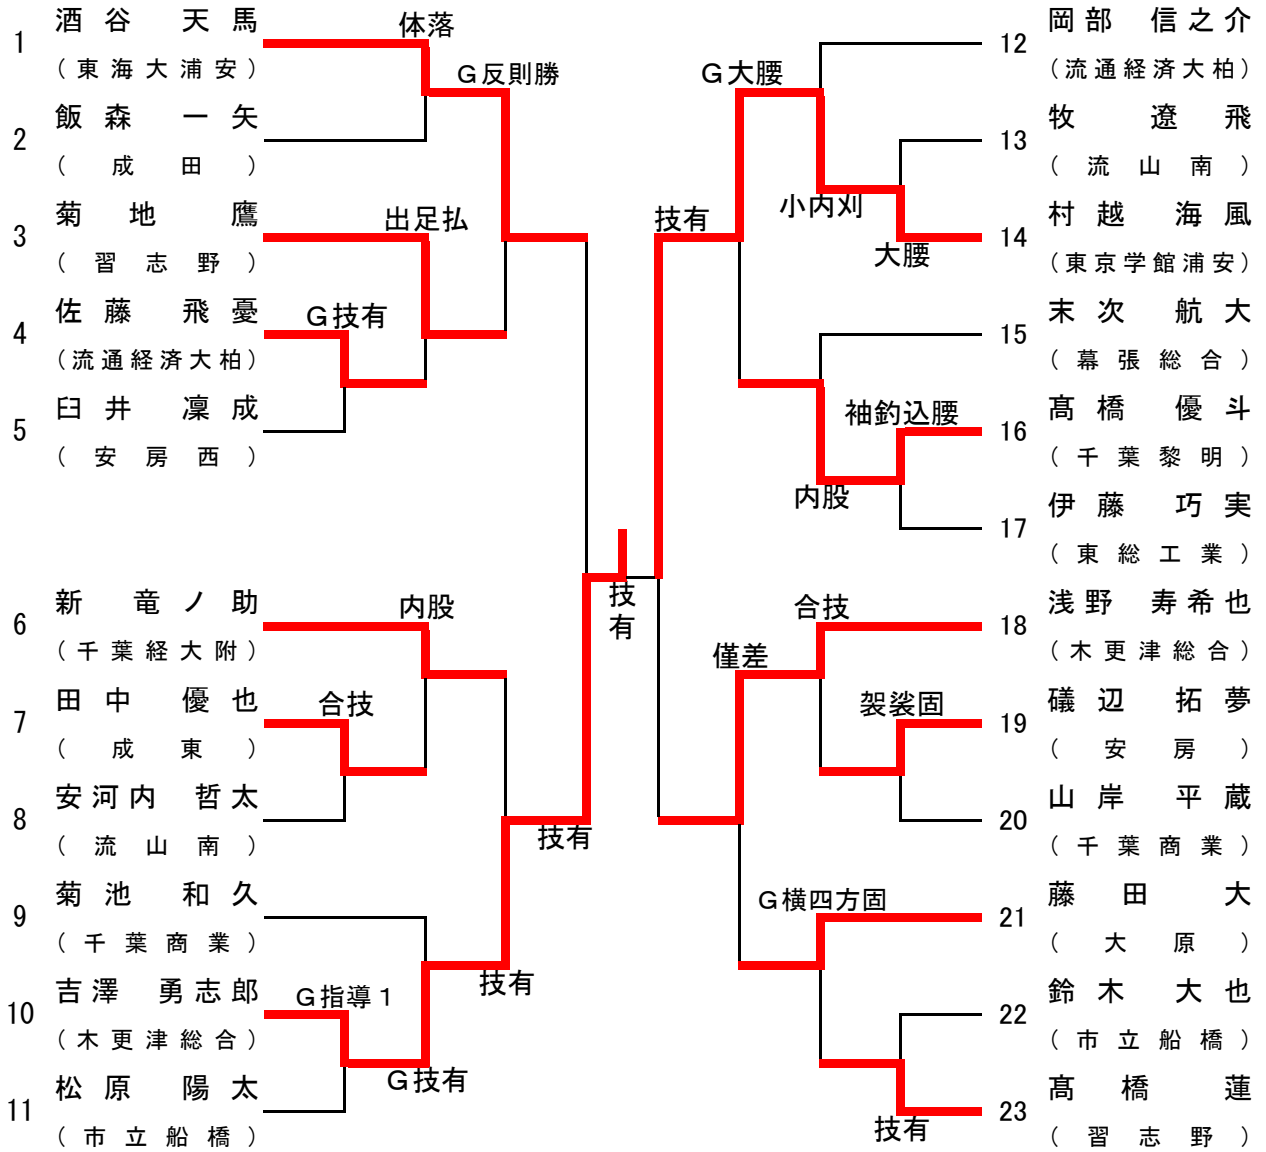 酒谷 天馬
1
(東海大浦安)
飯森 一矢
2
(成田)
菊地 鷹
3
(習志野)
佐藤 飛憂
4
(流通経済大柏)
臼井 凜成
5
(安房西)
新 竜ノ助
6
(千葉経大附)
田中 優也
7
(成東)
安河内 哲太
8
(流山南)
菊池 和久
9
(千葉商業)
吉澤 勇志郎
10
(木更津総合)
松原 陽太
11
(市立船橋)
体落
G反則勝
出足払
G技有
内股
合技
技有
技有
G指導1
G技有
技
有
G大腰
技有
小内刈
大腰
袖釣込腰
内股
合技
僅差
袈裟固
G横四方固
技有
岡部 信之介
12
(流通経済大柏)
牧 遼飛
13
(流山南)
村越 海風
14
(東京学館浦安)
末次 航大
15
(幕張総合)
髙橋 優斗
16
(千葉黎明)
伊藤 巧実
17
(東総工業)
浅野 寿希也
18
(木更津総合)
礒辺 拓夢
19
(安房)
山岸 平蔵
20
(千葉商業)
藤田 大
21
(大原)
鈴木 大也
22
(市立船橋)
髙橋 蓮
23
(習志野)